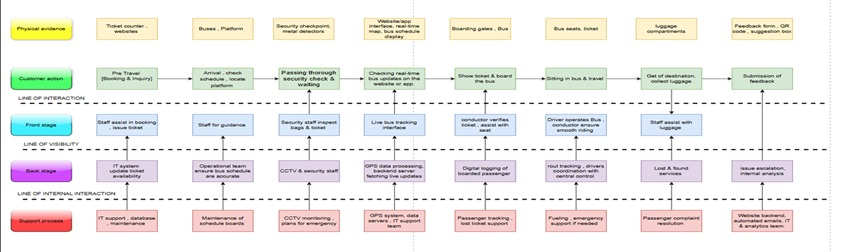 Physical evidence
Ticket counter ,
websites
Buses , Platform
Security checkpoint,
metal detectors
Website/app
interface, real-time
map, bus schedule
display
Boarding gates , Bus
Bus seats, ticket
luggage
compartments
Feedback form , QR
code , suggestion box
Customer action
Pre Travel
[Booking & Inquiry]
Arrival , check
schedule , locate
platform
Passing thorough
security check &
waiting
Checking real-time
bus updates on the
website or app
Show ticket & board
the bus
Sitting in bus & travel
Get of destination,
collect luggage
Submission of
feedback
LINE OF INTERACTION
Front stage
Staff assist in booking
, issue ticket
Staff for guidance
Security staff inspect
bags & ticket
Live bus tracking
interface
conductor verifies
ticket , assist with
seat
Driver operates Bus ,
conductor ensure
smooth riding
Staff assist with
luggage
LINE OF VISIBILITY
Back stage
IT system
update ticket
availability
Operational team
ensure bus schedule
are accurate
CCTV & security staff
GPS data processing,
backend server
fetching live updates
Digital logging of
boarded passenger
rout tracking , drivers
coordination with
central control
Lost & found
services
issue escalation,
internal analysis
LINE OF INTERNAL INTERACTION
Support process
IT support , database
, maintenance
Maintenance of
schedule boards
CCTV monitoring ,
plans for emergency
GPS system, data
servers , IT support
team
Passenger tracking ,
lost ticket support
Fueling , emergency
support if needed
Passenger complaint
resolution
Website backend,
automated emails, IT
& analytics team.